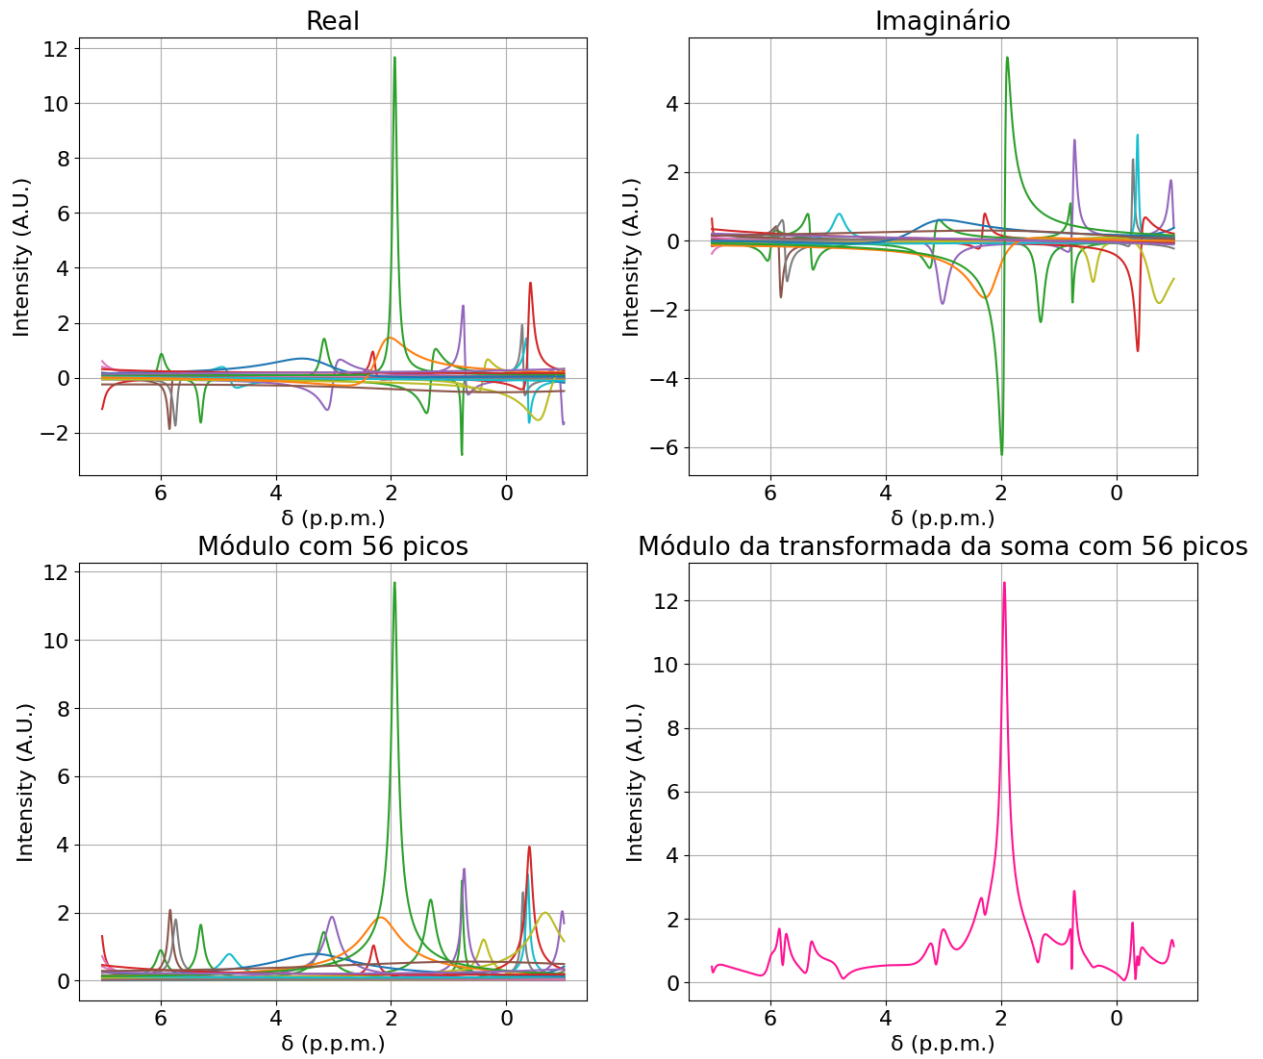 Real
Intensity (A.U.)
12
10
8
6
4
2
0
−2
6 4 2 0
δ (p.p.m.)
Imaginário
Intensity (A.U.)
4
2
0
−2
−4
−6
6 4 2 0
δ (p.p.m.)
Módulo com 56 picos
Intensity (A.U.)
12
10
8
6
4
2
0
6 4 2 0
δ (p.p.m.)
Módulo da transformada da soma com 56 picos
Intensity (A.U.)
12
10
8
6
4
2
0
6 4 2 0
δ (p.p.m.)